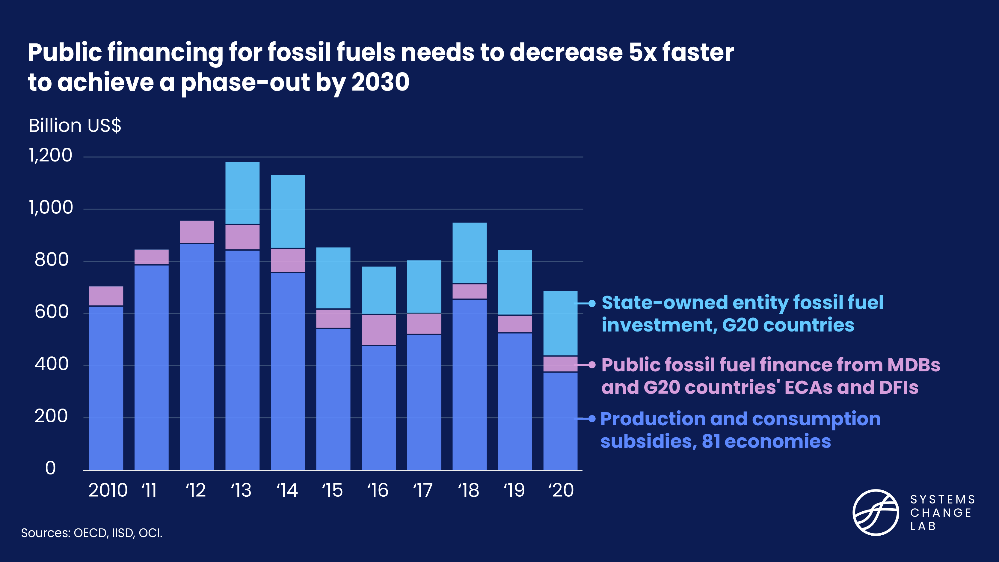 Public financing for fossil fuels needs to decrease 5x faster
to achieve a phase-out by 2030
Billion US$
1,200
1,000
800
600
400
200
0
2010 ‘11 ‘12 ‘13 ‘14 ‘15 ‘16 ‘17 ‘18 ‘19 ‘20
State-owned entity fossil fuel
investment, G20 countries
Public fossil fuel finance from MDBs
and G20 countries' ECAs and DFIs
Production and consumption
subsidies, 81 economies
Sources: OECD, IISD, OCI.
SYSTEMS
CHANGE
LAB